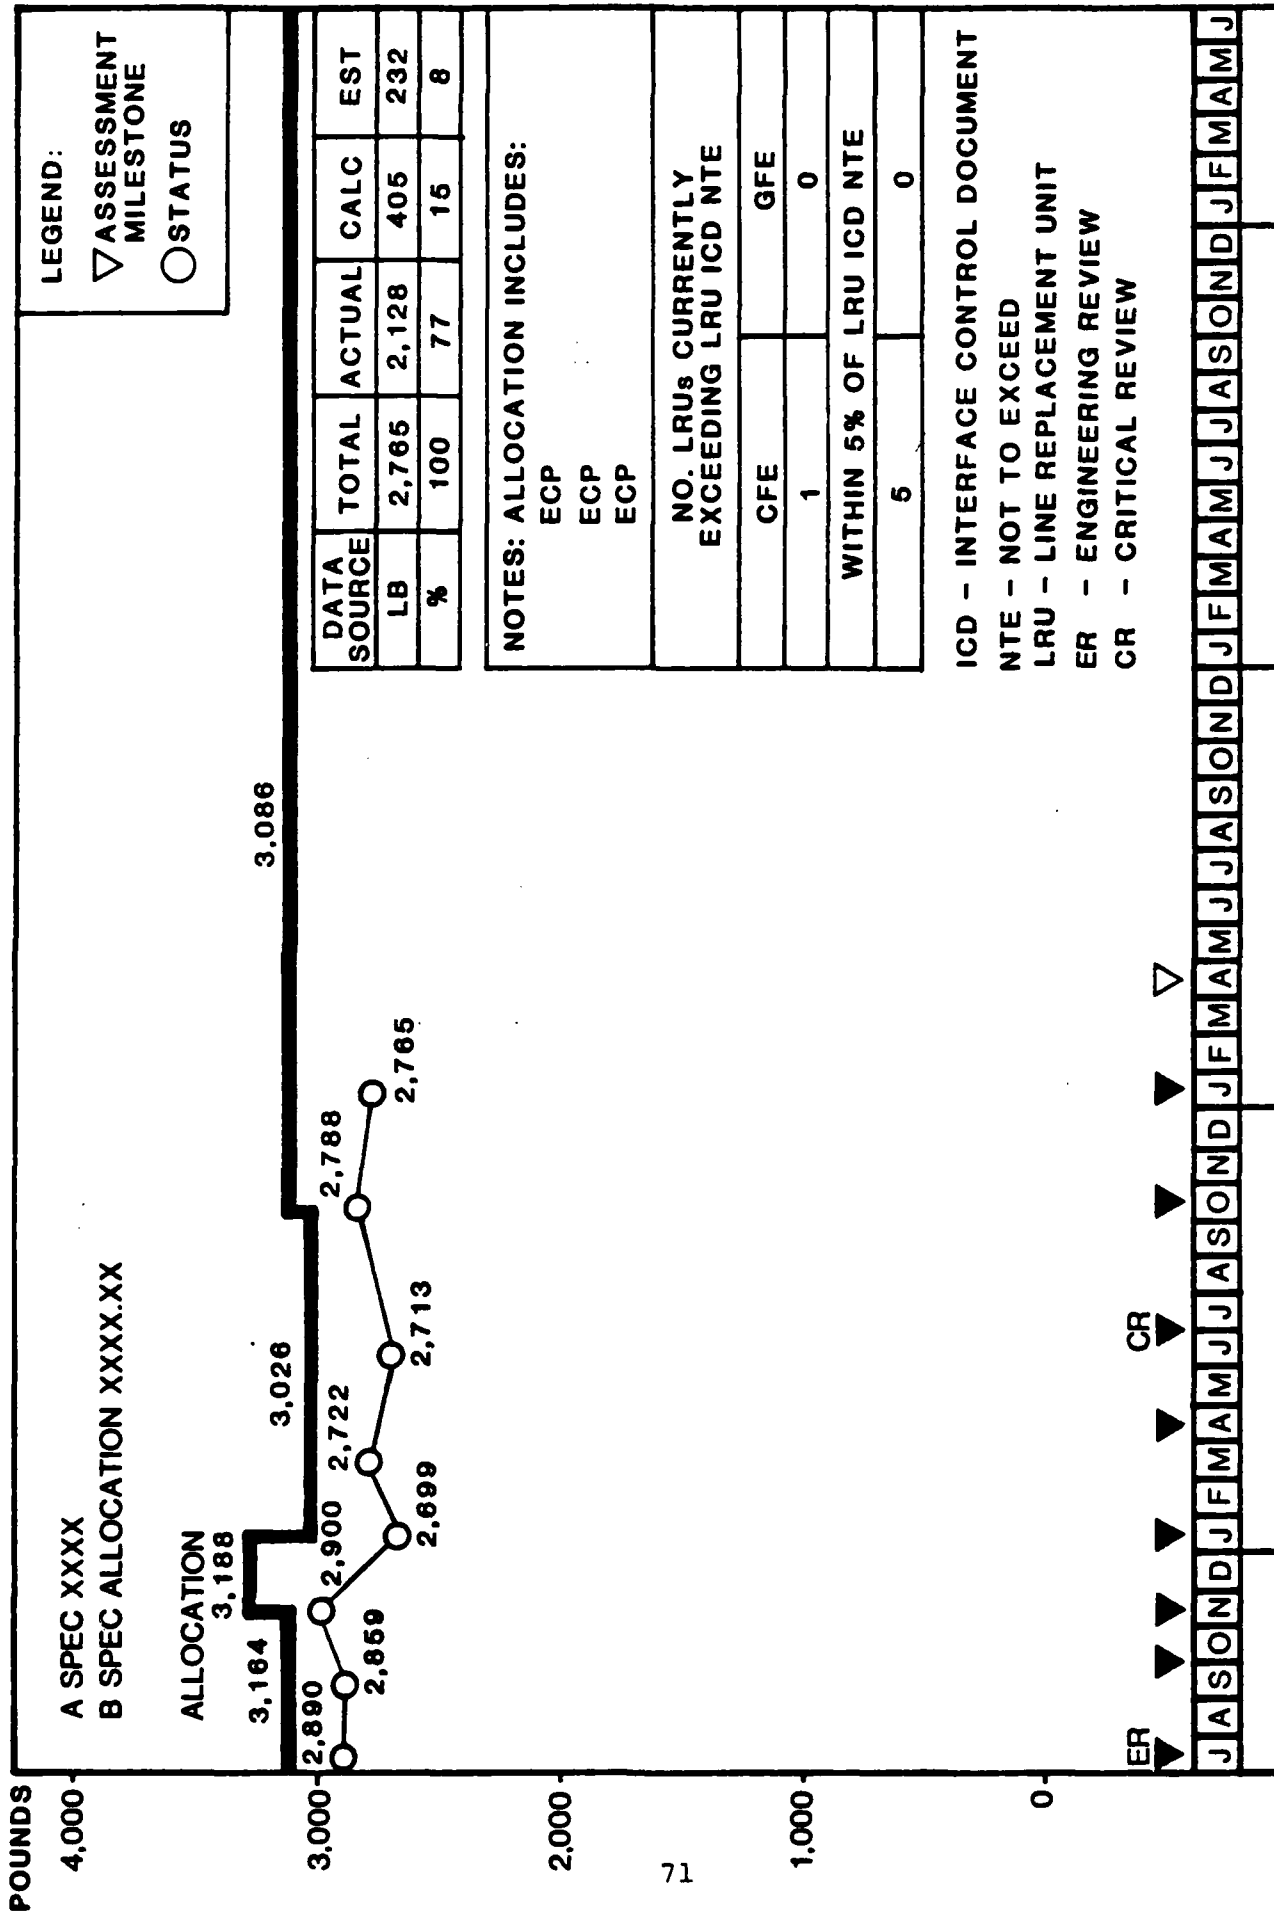 POUNDS
4,000
3,000
2,000
1,000
0
A SPEC XXXX
B SPEC ALLOCATION XXXX.XX
ALLOCATION
3,164
3,188
3,026
3,086
2,890
2,859
2,900
2,699
2,722
2,713
2,788
2,765
LEGEND:
ASSESSMENT
MILESTONE
STATUS
DATA SOURCE TOTAL ACTUAL CALC EST
LB 2,765 2,128 405 232
% 100 77 15 8
NOTES: ALLOCATION INCLUDES:
ECP
ECP
ECP
NO. LRUs CURRENTLY
EXCEEDING LRU ICD NTE
CFE GFE
1 0
WITHIN 5% OF LRU ICD NTE
5 0
ICD – INTERFACE CONTROL DOCUMENT
NTE – NOT TO EXCEED
LRU – LINE REPLACEMENT UNIT
ER – ENGINEERING REVIEW
CR – CRITICAL REVIEW
ER CR
J A S O N D J F M A M J J A S O N D J F M A M J J A S O N D J F M A M J J A S O N D J F M A M J
71